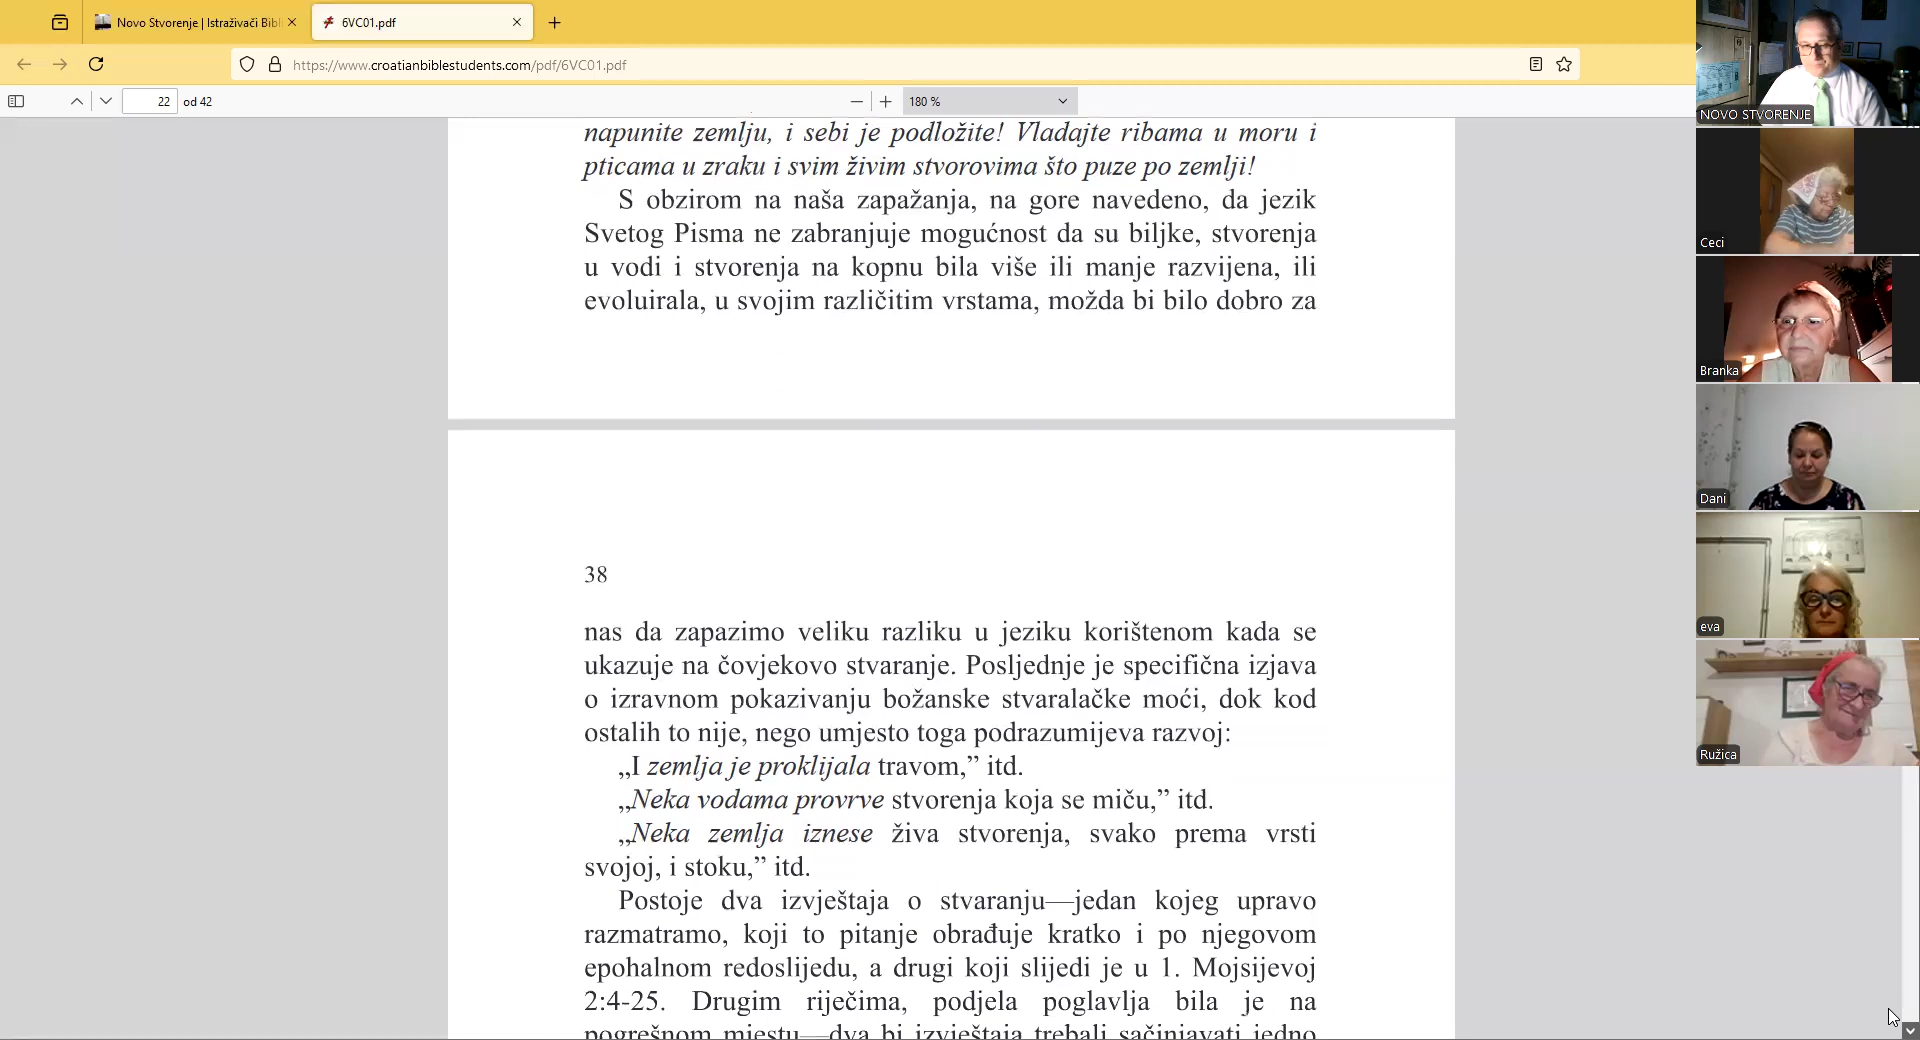 Novo Stvorenje | Istraživači Bibl
6VC01.pdf
https://www.croatianbiblestudents.com/pdf/6VC01.pdf
22 od 42
180 %
napunite zemlju, i sebi je podložite! Vladajte ribama u moru i
pticama u zraku i svim živim stvorovima što puze po zemlji!
S obzirom na naša zapažanja, na gore navedeno, da jezik
Svetog Pisma ne zabranjuje mogućnost da su biljke, stvorenja
u vodi i stvorenja na kopnu bila više ili manje razvijena, ili
evoluirala, u svojim različitim vrstama, možda bi bilo dobro za
38
nas da zapazimo veliku razliku u jeziku korištenom kada se
ukazuje na čovjekovo stvaranje. Posljednje je specifična izjava
o izravnom pokazivanju božanske stvaralačke moći, dok kod
ostalih to nije, nego umjesto toga podrazumijeva razvoj:
„I zemlja je proklijala travom,” itd.
„Neka vodama provrve stvorenja koja se miču,” itd.
„Neka zemlja iznese živa stvorenja, svako prema vrsti
svojoj, i stoku,” itd.
Postoje dva izvještaja o stvaranju—jedan kojeg upravo
razmatramo, koji to pitanje obrađuje kratko i po njegovom
epohalnom redoslijedu, a drugi koji slijedi je u 1. Mojsijevoj
2:4-25. Drugim riječima, podjela poglavlja bila je na
pogrešnom mjestu—dva bi izvještaja trebali sačinjavati jedno
NOVO STVORENJE
Ceci
Branka
Dani
eva
Ružica